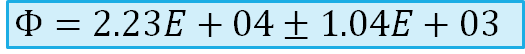 Φ = 2.23E + 04 ± 1.04E + 03